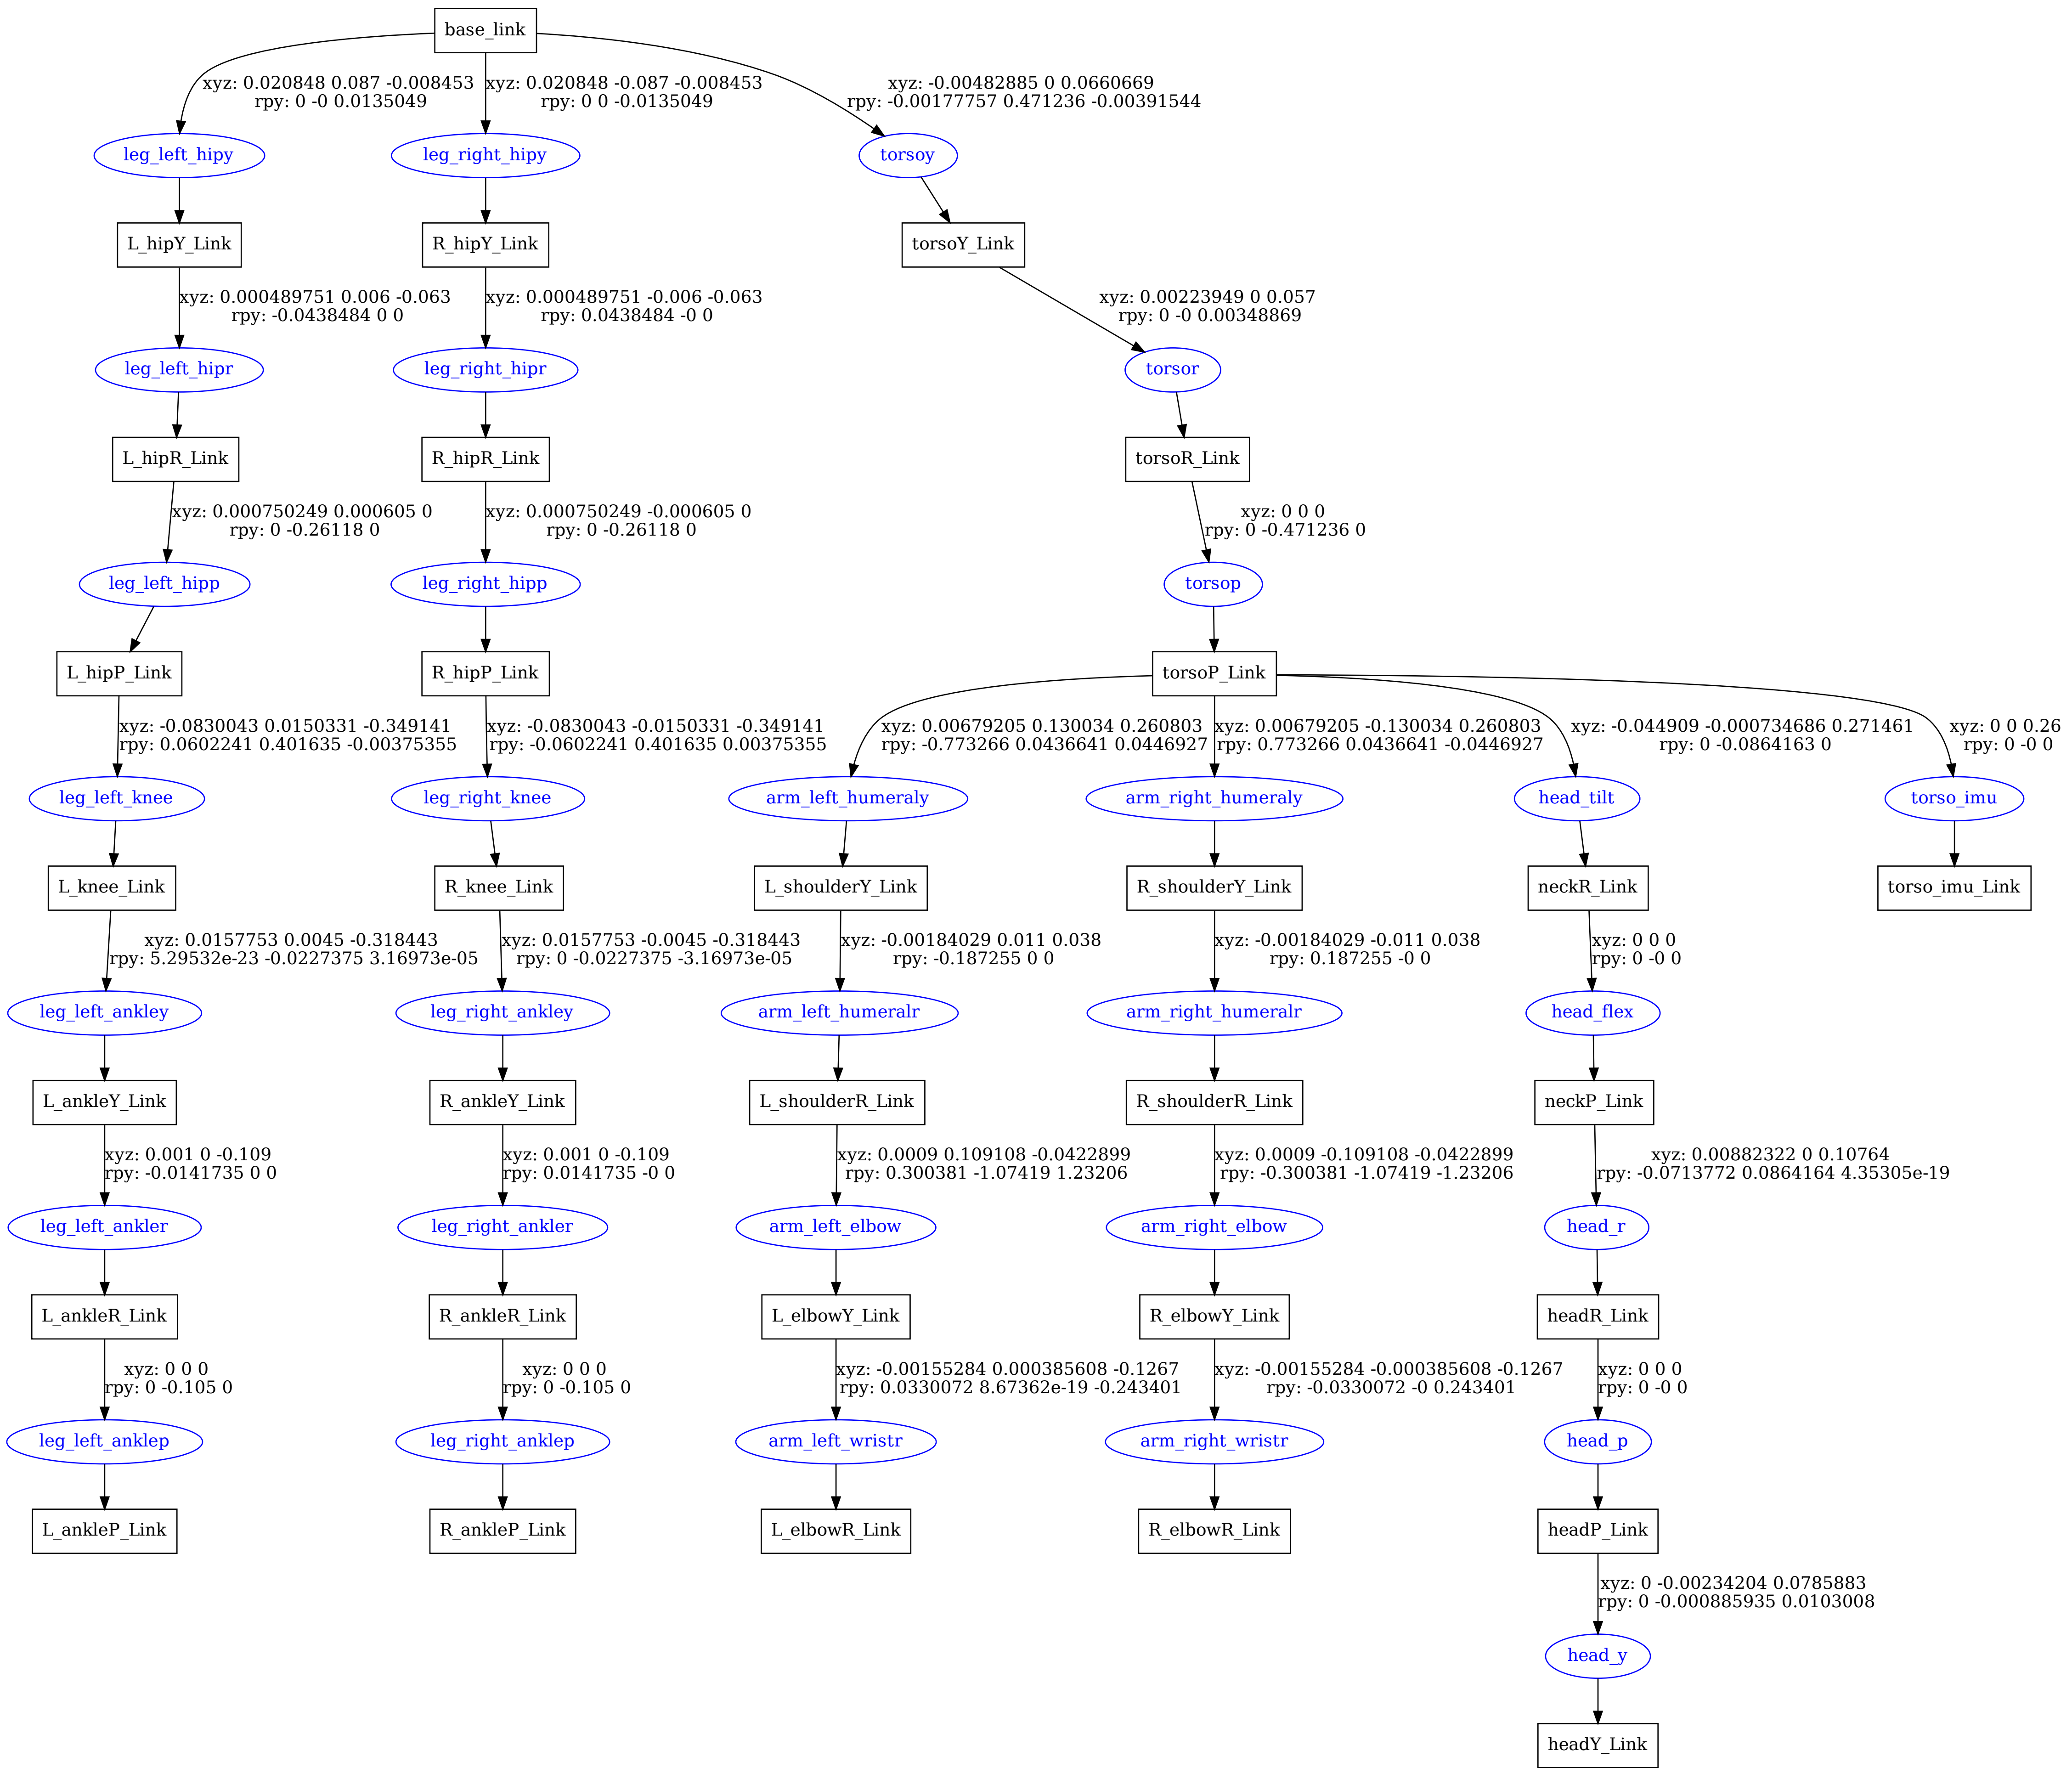 base_link
xyz: 0.020848 0.087 -0.008453
rpy: 0 -0 0.0135049
xyz: 0.020848 -0.087 -0.008453
rpy: 0 0 -0.0135049
xyz: -0.00482885 0 0.0660669
rpy: -0.00177757 0.471236 -0.00391544
leg_left_hipy
leg_right_hipy
torsoy
L_hipY_Link
R_hipY_Link
torsoY_Link
xyz: 0.000489751 0.006 -0.063
rpy: -0.0438484 0 0
xyz: 0.000489751 -0.006 -0.063
rpy: 0.0438484 -0 0
xyz: 0.00223949 0 0.057
rpy: 0 -0 0.00348869
leg_left_hipr
leg_right_hipr
torsor
L_hipR_Link
R_hipR_Link
torsoR_Link
xyz: 0.000750249 0.000605 0
rpy: 0 -0.26118 0
xyz: 0.000750249 -0.000605 0
rpy: 0 -0.26118 0
xyz: 0 0 0
rpy: 0 -0.471236 0
leg_left_hipp
leg_right_hipp
torsop
L_hipP_Link
R_hipP_Link
torsoP_Link
xyz: -0.0830043 0.0150331 -0.349141
rpy: 0.0602241 0.401635 -0.00375355
xyz: -0.0830043 -0.0150331 -0.349141
rpy: -0.0602241 0.401635 0.00375355
xyz: 0.00679205 0.130034 0.260803
rpy: -0.773266 0.0436641 0.0446927
xyz: 0.00679205 -0.130034 0.260803
rpy: 0.773266 0.0436641 -0.0446927
xyz: -0.044909 -0.000734686 0.271461
rpy: 0 -0.0864163 0
xyz: 0 0 0.26
rpy: 0 -0 0
leg_left_knee
leg_right_knee
arm_left_humeraly
arm_right_humeraly
head_tilt
torso_imu
L_knee_Link
R_knee_Link
L_shoulderY_Link
R_shoulderY_Link
neckR_Link
torso_imu_Link
xyz: 0.0157753 0.0045 -0.318443
rpy: 5.29532e-23 -0.0227375 3.16973e-05
xyz: 0.0157753 -0.0045 -0.318443
rpy: 0 -0.0227375 -3.16973e-05
xyz: -0.00184029 0.011 0.038
rpy: -0.187255 0 0
xyz: -0.00184029 -0.011 0.038
rpy: 0.187255 -0 0
xyz: 0 0 0
rpy: 0 -0 0
leg_left_ankley
leg_right_ankley
arm_left_humeralr
arm_right_humeralr
head_flex
L_ankleY_Link
R_ankleY_Link
L_shoulderR_Link
R_shoulderR_Link
neckP_Link
xyz: 0.001 0 -0.109
rpy: -0.0141735 0 0
xyz: 0.001 0 -0.109
rpy: 0.0141735 -0 0
xyz: 0.0009 0.109108 -0.0422899
rpy: 0.300381 -1.07419 1.23206
xyz: 0.0009 -0.109108 -0.0422899
rpy: -0.300381 -1.07419 -1.23206
xyz: 0.00882322 0 0.10764
rpy: -0.0713772 0.0864164 4.35305e-19
leg_left_ankler
leg_right_ankler
arm_left_elbow
arm_right_elbow
head_r
L_ankleR_Link
R_ankleR_Link
L_elbowY_Link
R_elbowY_Link
headR_Link
xyz: 0 0 0
rpy: 0 -0.105 0
xyz: 0 0 0
rpy: 0 -0.105 0
xyz: -0.00155284 0.000385608 -0.1267
rpy: 0.0330072 8.67362e-19 -0.243401
xyz: -0.00155284 -0.000385608 -0.1267
rpy: -0.0330072 -0 0.243401
xyz: 0 0 0
rpy: 0 -0 0
leg_left_anklep
leg_right_anklep
arm_left_wristr
arm_right_wristr
head_p
L_ankleP_Link
R_ankleP_Link
L_elbowR_Link
R_elbowR_Link
headP_Link
xyz: 0 -0.00234204 0.0785883
rpy: 0 -0.000885935 0.0103008
head_y
headY_Link